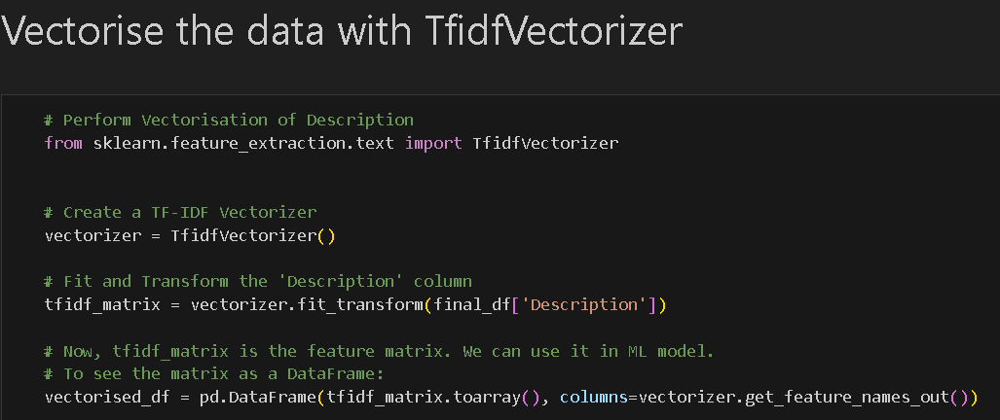 Vectorise the data with TfidfVectorizer
# Perform Vectorisation of Description
from sklearn.feature_extraction.text import TfidfVectorizer
# Create a TF-IDF Vectorizer
vectorizer = TfidfVectorizer()
# Fit and Transform the 'Description' column
tfidf_matrix = vectorizer.fit_transform(final_df['Description'])
# Now, tfidf_matrix is the feature matrix. We can use it in ML model.
# To see the matrix as a DataFrame:
vectorised_df = pd.DataFrame(tfidf_matrix.toarray(), columns=vectorizer.get_feature_names_out())